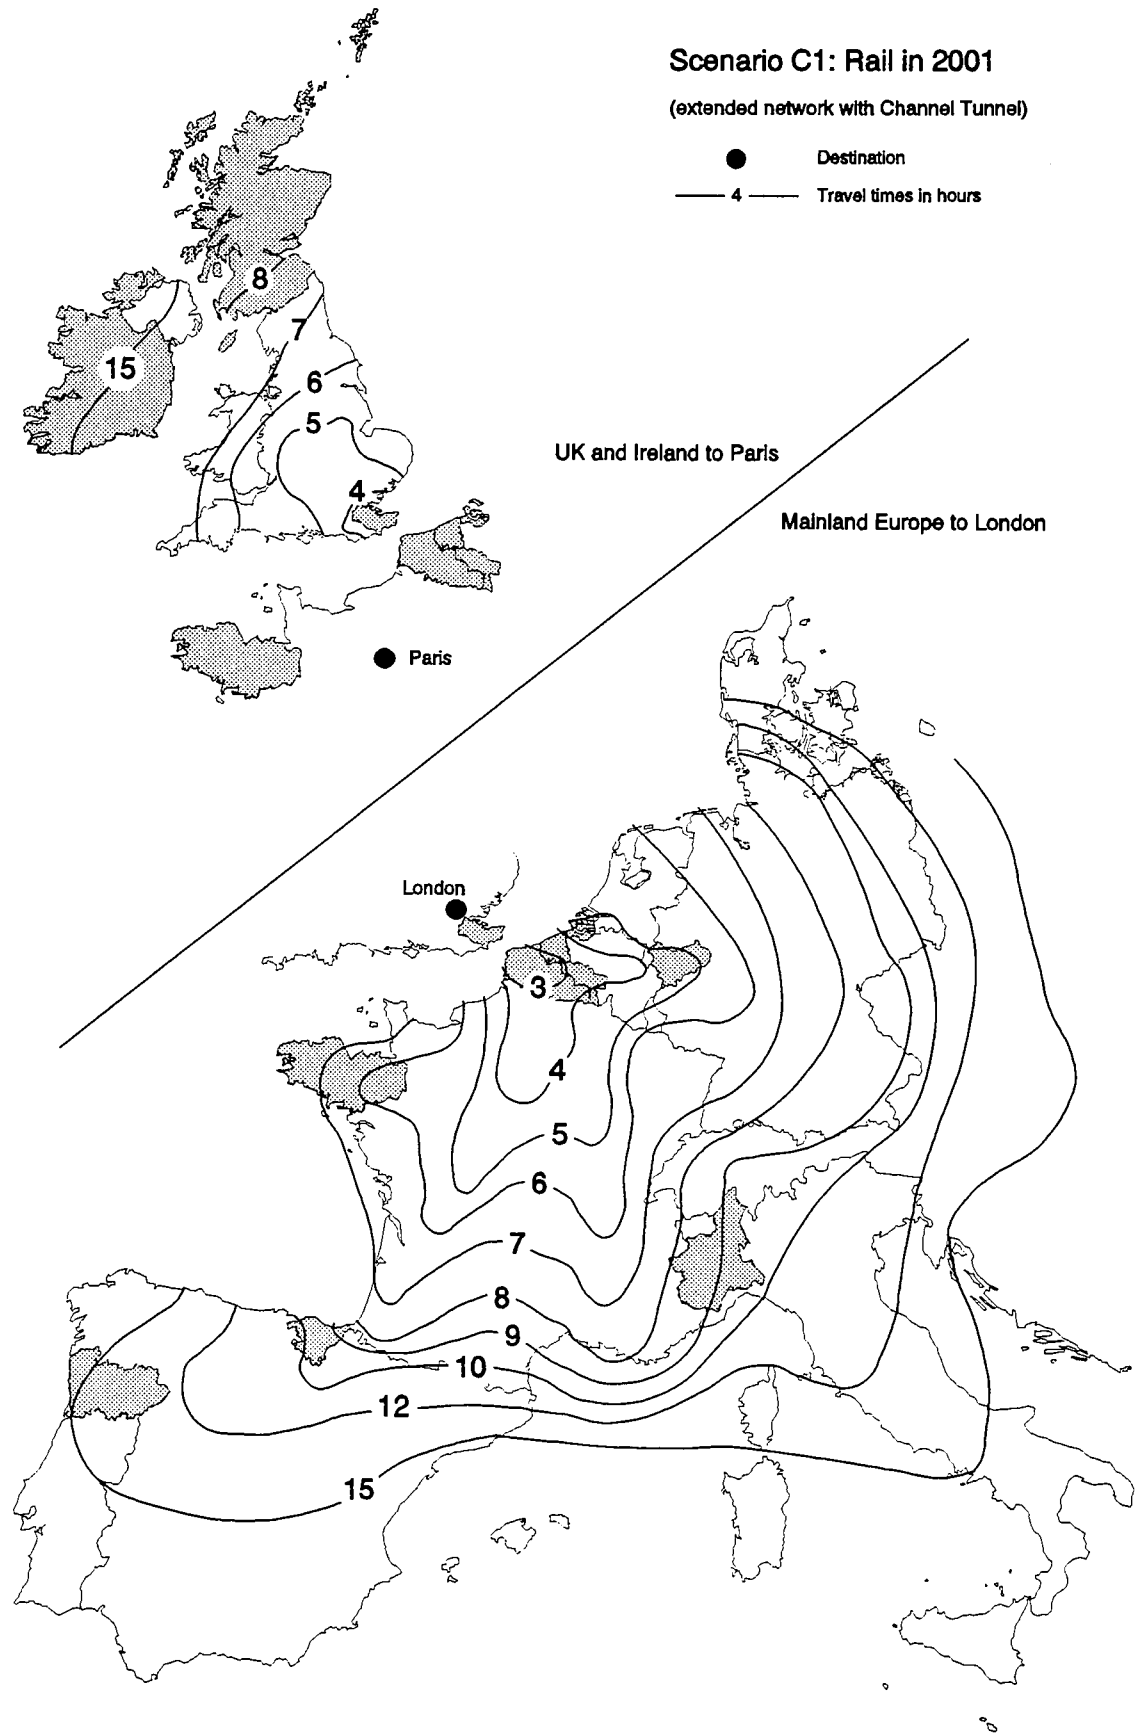 Scenario C1: Rail in 2001
(extended network with Channel Tunnel)
Destination
4 Travel times in hours
8
7
15
6
5
4
UK and Ireland to Paris
Mainland Europe to London
Paris
London
3
4
5
6
7
8
9
10
12
15